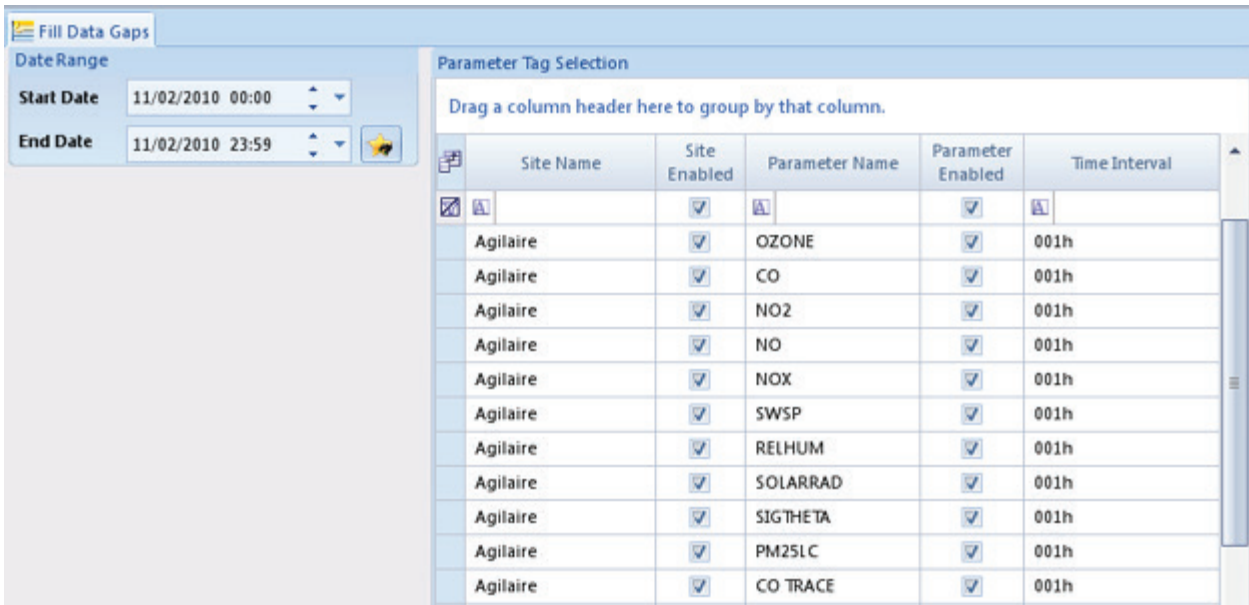 Fill Data Gaps
Date Range
Start Date 11/02/2010 00:00
End Date 11/02/2010 23:59
Parameter Tag Selection
Drag a column header here to group by that column.
Site Name Site Enabled Parameter Name Parameter Enabled Time Interval
A A A
Agilaire OZONE 001h
Agilaire CO 001h
Agilaire NO2 001h
Agilaire NO 001h
Agilaire NOX 001h
Agilaire SWSP 001h
Agilaire RELHUM 001h
Agilaire SOLARRAD 001h
Agilaire SIGTHETA 001h
Agilaire PM25LC 001h
Agilaire CO TRACE 001h